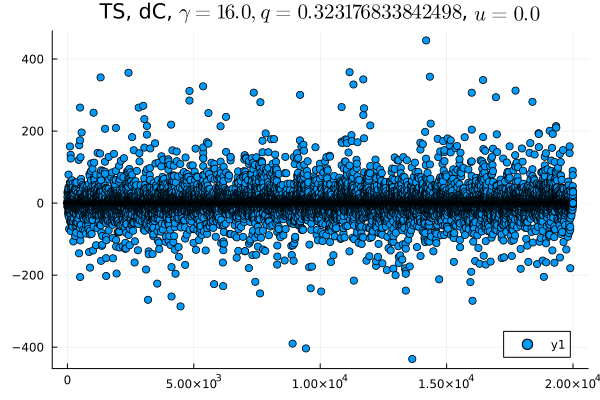 TS, dC, γ = 16.0, q = 0.323176833842498, u = 0.0
400
200
0
−200
−400
y1
0 5.00×10³ 1.00×10⁴ 1.50×10⁴ 2.00×10⁴